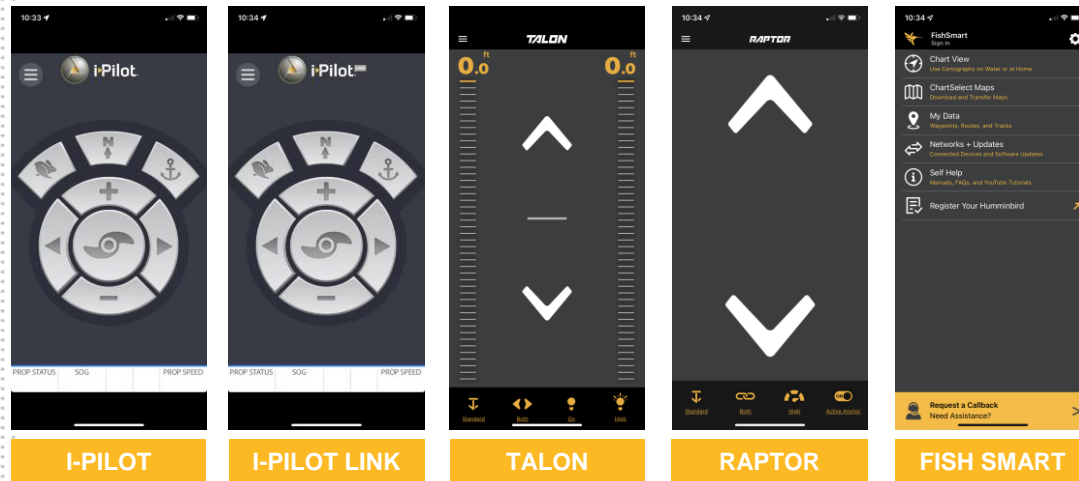 10:33
i-Pilot
N
PROP STATUS SOG PROP SPEED
I-PILOT
10:34
i-Pilot LINK
N
PROP STATUS SOG PROP SPEED
I-PILOT LINK
TALON
ft
0.0
ft
0.0
Standard Both On High
TALON
10:34
RAPTOR
Standard Both High Active Anchor
RAPTOR
10:34
FishSmart
Sign In
Chart View
Use Cartography on Water or at Home
ChartSelect Maps
Download and Transfer Maps
My Data
Waypoints, Routes, and Tracks
Networks + Updates
Connected Devices and Software Updates
Self Help
Manuals, FAQs, and YouTube Tutorials
Register Your Humminbird
Request a Callback
Need Assistance?
FISH SMART